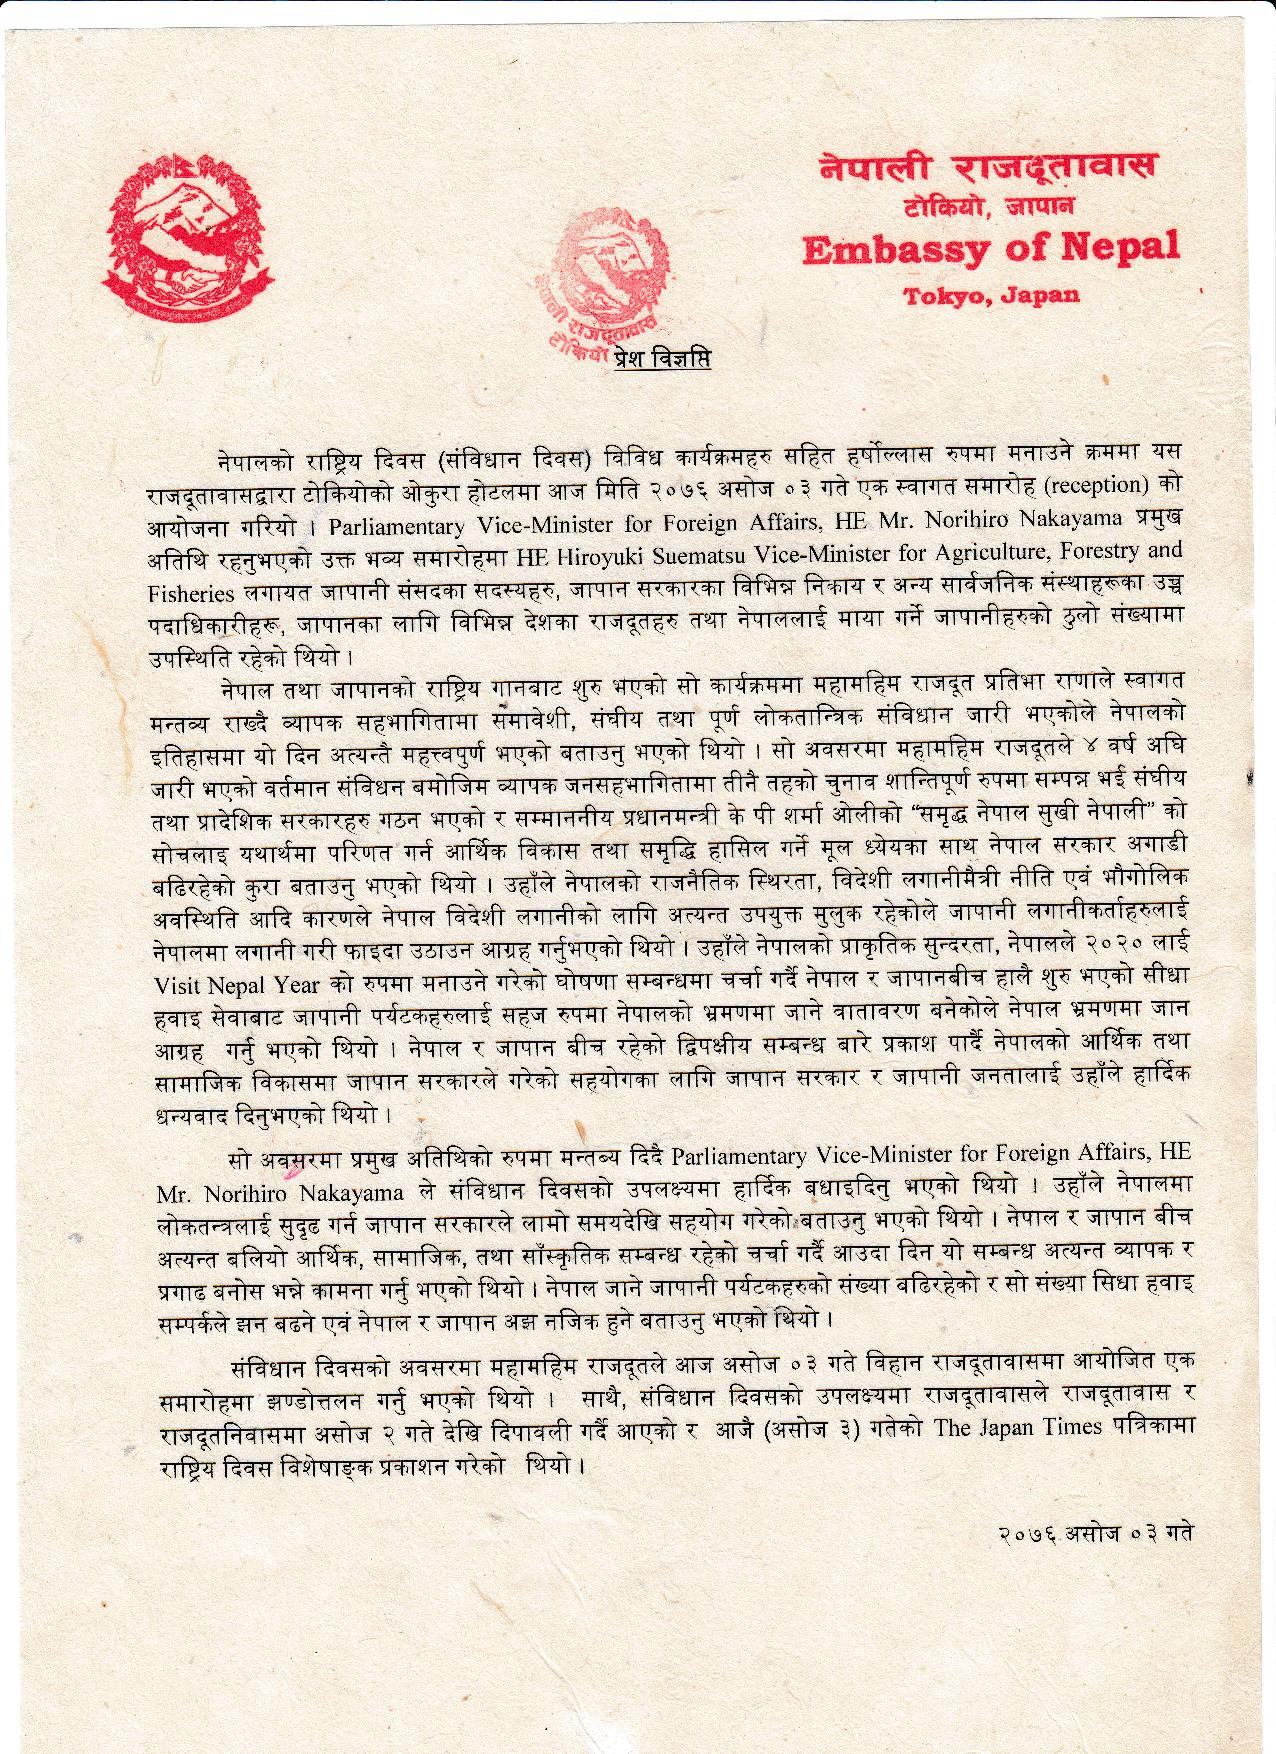 नेपाली राजदूतावास
टोकियो, जापान
Embassy of Nepal
Tokyo, Japan
नेपाली राजदूतावास
टोकियो
प्रेश विज्ञप्ति
नेपालको राष्ट्रिय दिवस (संविधान दिवस) विविध कार्यक्रमहरु सहित हर्षोल्लास रुपमा मनाउने क्रममा यस
राजदूतावासद्वारा टोकियोको ओकुरा होटलमा आज मिति २०७६ असोज ०३ गते एक स्वागत समारोह (reception) को
आयोजना गरियो । Parliamentary Vice-Minister for Foreign Affairs, HE Mr. Norihiro Nakayama प्रमुख
अतिथि रहनुभएको उक्त भव्य समारोहमा HE Hiroyuki Suematsu Vice-Minister for Agriculture, Forestry and
Fisheries लगायत जापानी संसदका सदस्यहरु, जापान सरकारका विभिन्न निकाय र अन्य सार्वजनिक संस्थाहरूका उच्च
पदाधिकारीहरू, जापानका लागि विभिन्न देशका राजदूतहरु तथा नेपाललाई माया गर्ने जापानीहरुको ठुलो संख्यामा
उपस्थिति रहेको थियो ।
नेपाल तथा जापानको राष्ट्रिय गानबाट शुरु भएको सो कार्यक्रममा महामहिम राजदूत प्रतिभा राणाले स्वागत
मन्तव्य राख्दै व्यापक सहभागितामा समावेशी, संघीय तथा पूर्ण लोकतान्त्रिक संविधान जारी भएकोले नेपालको
इतिहासमा यो दिन अत्यन्तै महत्त्वपुर्ण भएको बताउनु भएको थियो । सो अवसरमा महामहिम राजदूतले ४ वर्ष अघि
जारी भएको वर्तमान संविधन बमोजिम व्यापक जनसहभागितामा तीनै तहको चुनाव शान्तिपूर्ण रुपमा सम्पन्न भई संघीय
तथा प्रादेशिक सरकारहरु गठन भएको र सम्माननीय प्रधानमन्त्री के पी शर्मा ओलीको “समृद्ध नेपाल सुखी नेपाली” को
सोचलाइ यथार्थमा परिणत गर्न आर्थिक विकास तथा समृद्धि हासिल गर्ने मूल ध्येयका साथ नेपाल सरकार अगाडी
बढिरहेको कुरा बताउनु भएको थियो । उहाँले नेपालको राजनैतिक स्थिरता, विदेशी लगानीमैत्री नीति एवं भौगोलिक
अवस्थिति आदि कारणले नेपाल विदेशी लगानीको लागि अत्यन्त उपयुक्त मुलुक रहेकोले जापानी लगानीकर्ताहरुलाई
नेपालमा लगानी गरी फाइदा उठाउन आग्रह गर्नुभएको थियो । उहाँले नेपालको प्राकृतिक सुन्दरता, नेपालले २०२० लाई
Visit Nepal Year को रुपमा मनाउने गरेको घोषणा सम्बन्धमा चर्चा गर्दै नेपाल र जापानबीच हालै शुरु भएको सीधा
हवाइ सेवाबाट जापानी पर्यटकहरुलाई सहज रुपमा नेपालको भ्रमणमा जाने वातावरण बनेकोले नेपाल भ्रमणमा जान
आग्रह गर्नु भएको थियो । नेपाल र जापान बीच रहेको द्विपक्षीय सम्बन्ध बारे प्रकाश पार्दै नेपालको आर्थिक तथा
सामाजिक विकासमा जापान सरकारले गरेको सहयोगका लागि जापान सरकार र जापानी जनतालाई उहाँले हार्दिक
धन्यवाद दिनुभएको थियो ।
सो अवसरमा प्रमुख अतिथिको रुपमा मन्तब्य दिदै Parliamentary Vice-Minister for Foreign Affairs, HE
Mr. Norihiro Nakayama ले संविधान दिवसको उपलक्ष्यमा हार्दिक बधाइदिनु भएको थियो । उहाँले नेपालमा
लोकतन्त्रलाई सुदृढ गर्न जापान सरकारले लामो समयदेखि सहयोग गरेको बताउनु भएको थियो । नेपाल र जापान बीच
अत्यन्त बलियो आर्थिक, सामाजिक, तथा साँस्कृतिक सम्बन्ध रहेको चर्चा गर्दै आउदा दिन यो सम्बन्ध अत्यन्त व्यापक र
प्रगाढ बनोस भन्ने कामना गर्नु भएको थियो । नेपाल जाने जापानी पर्यटकहरुको संख्या बढिरहेको र सो संख्या सिधा हवाइ
सम्पर्कले झन बढने एवं नेपाल र जापान अझ नजिक हुने बताउनु भएको थियो ।
संविधान दिवसको अवसरमा महामहिम राजदूतले आज असोज ०३ गते विहान राजदूतावासमा आयोजित एक
समारोहमा झण्डोत्तलन गर्नु भएको थियो । साथै, संविधान दिवसको उपलक्ष्यमा राजदूतावासले राजदूतावास र
राजदूतनिवासमा असोज २ गते देखि दिपावली गर्दै आएको र आजै (असोज ३) गतेको The Japan Times पत्रिकामा
राष्ट्रिय दिवस विशेषाङ्क प्रकाशन गरेको थियो ।
२०७६ असोज ०३ गते